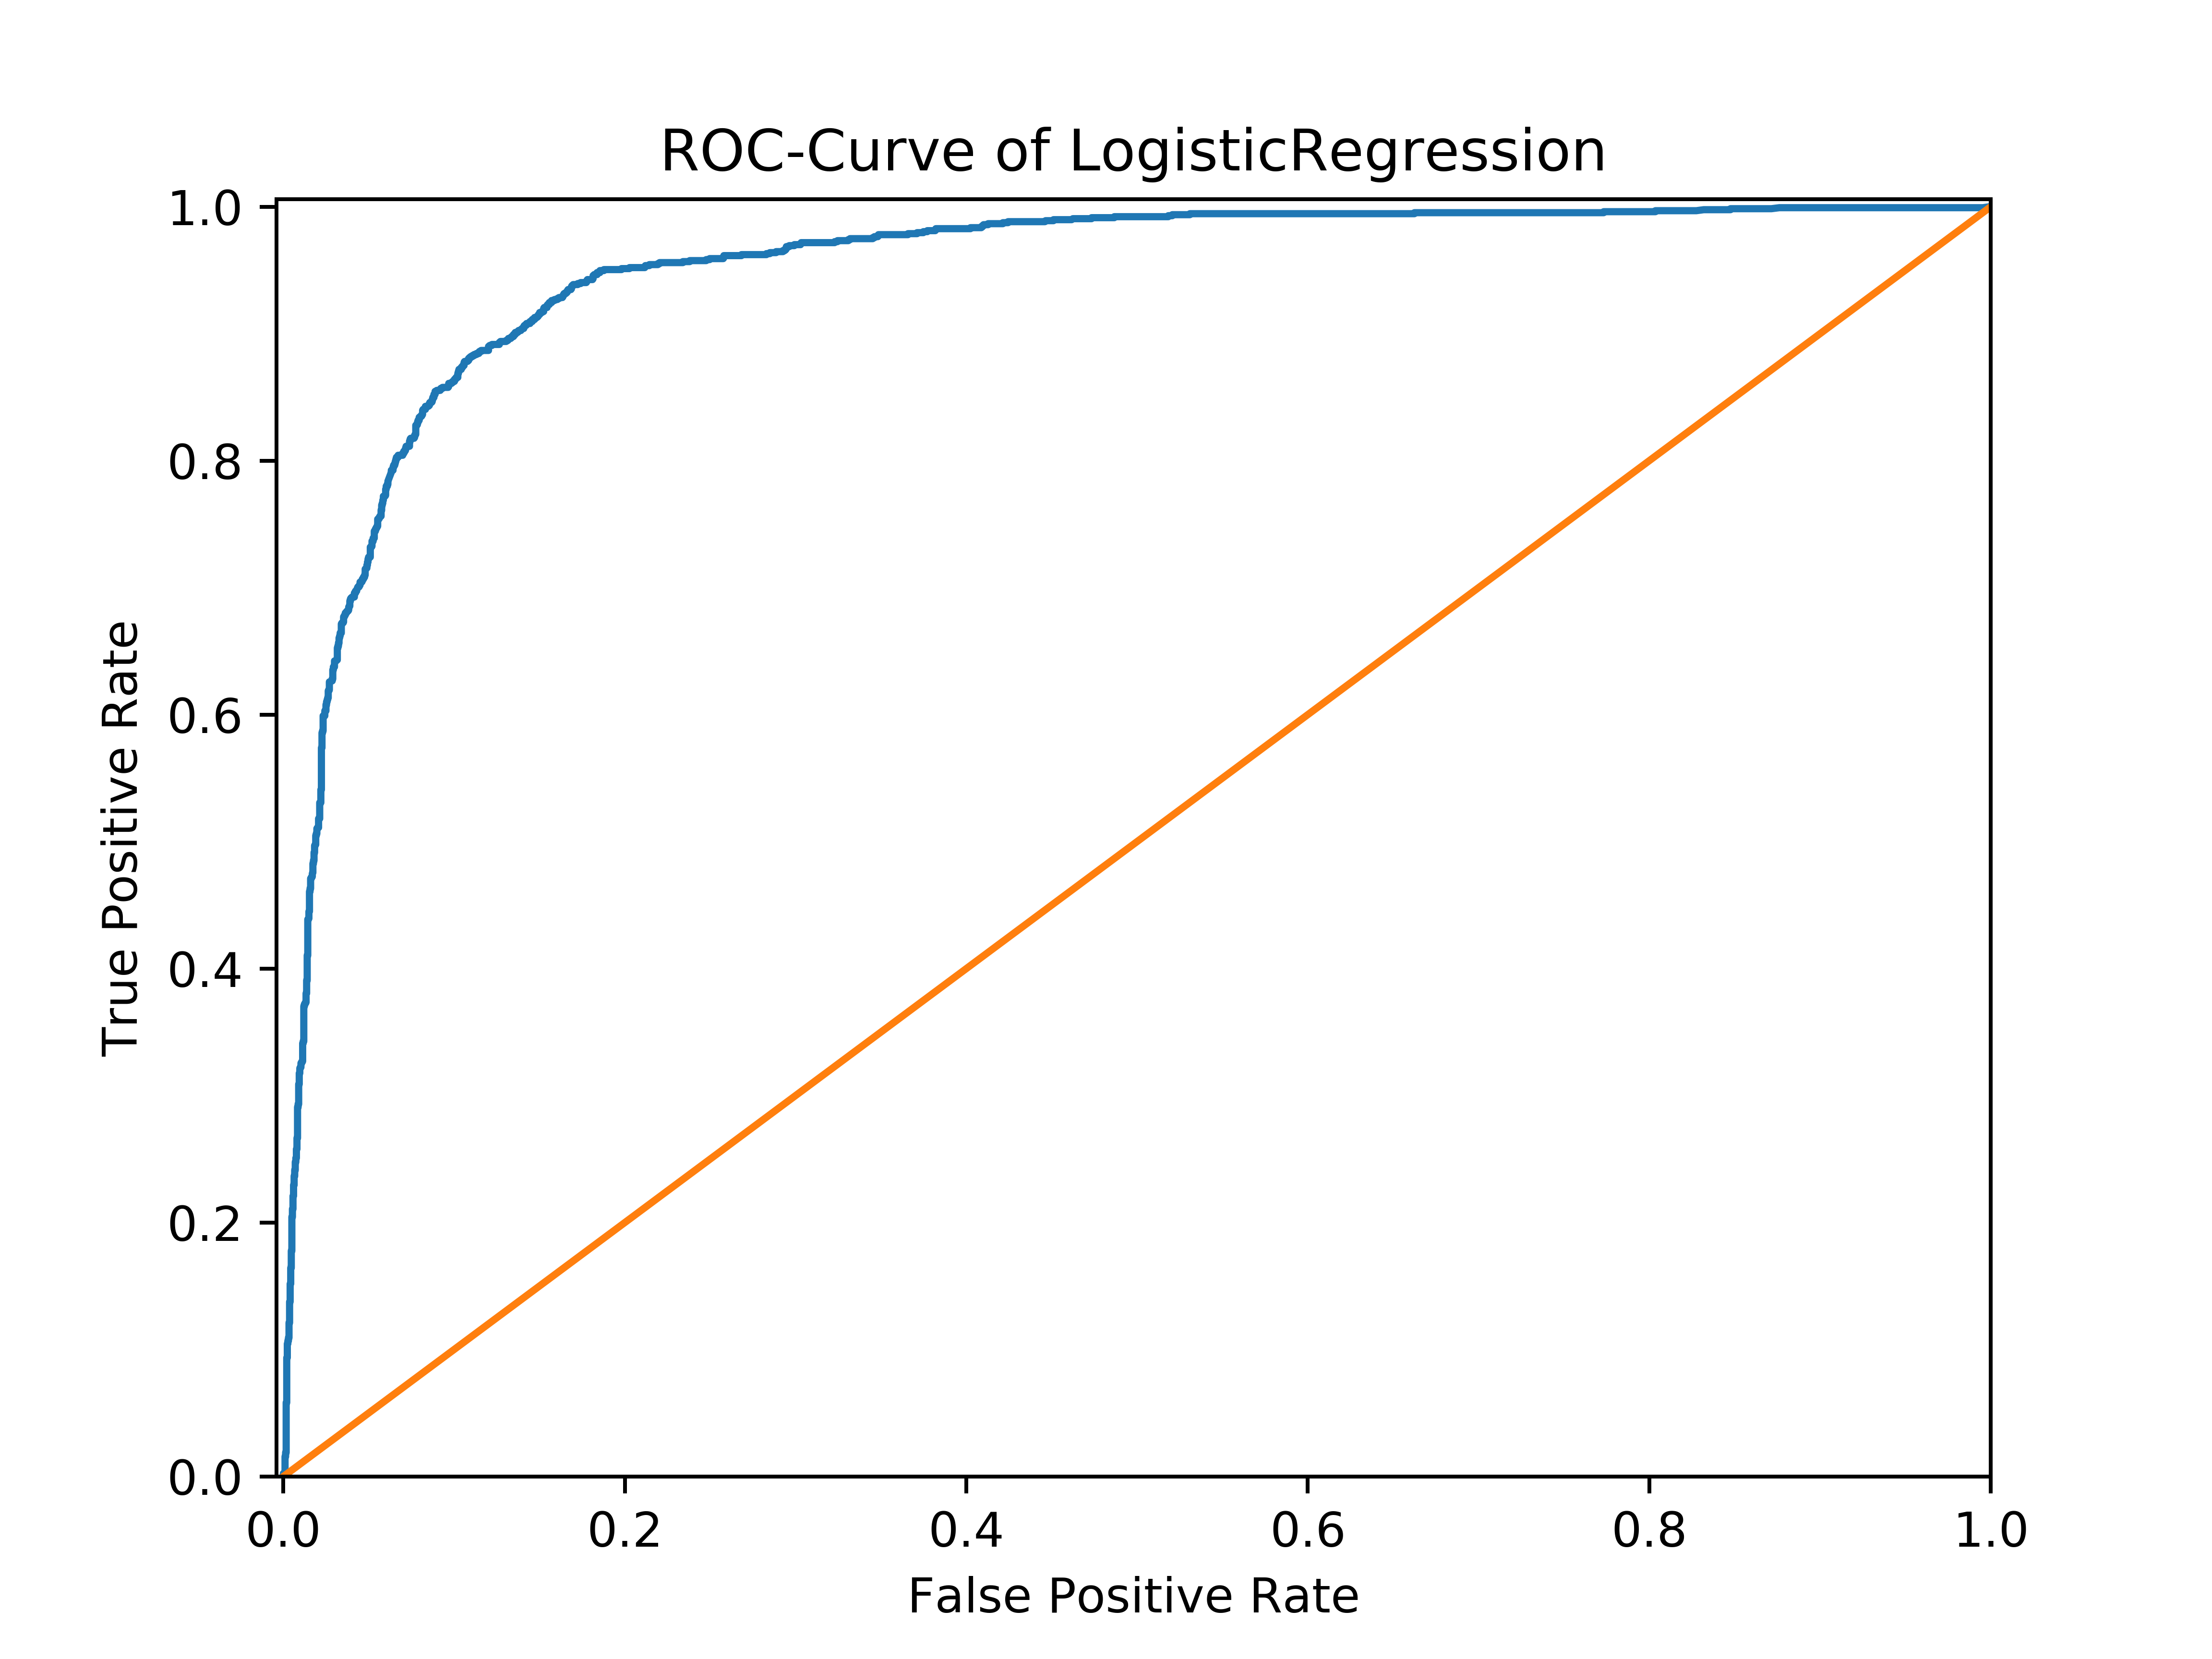 ROC-Curve of LogisticRegression
1.0
0.8
0.6
0.4
0.2
0.0
True Positive Rate
0.0 0.2 0.4 0.6 0.8 1.0
False Positive Rate